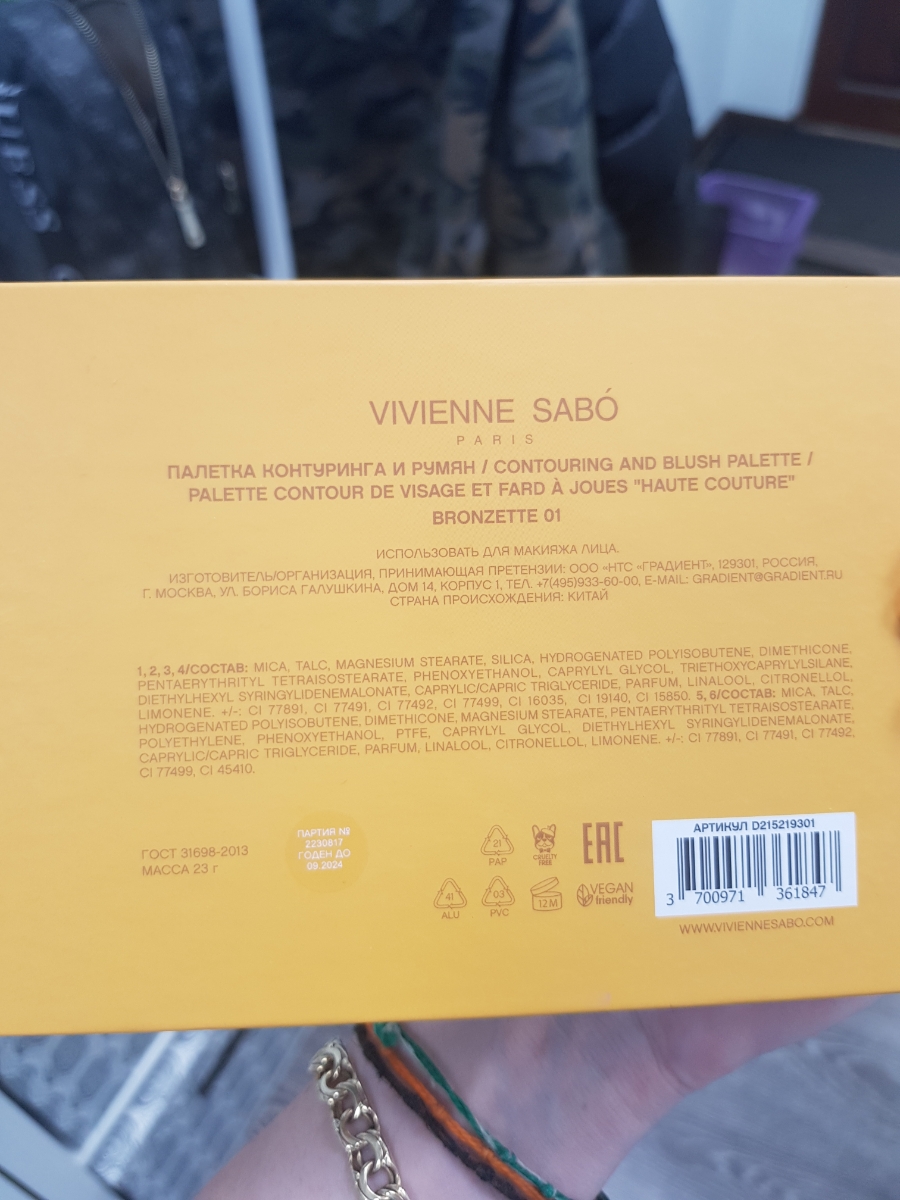 VIVIENNE SABÓ
PARIS
ПАЛЕТКА КОНТУРИНГА И РУМЯН / CONTOURING AND BLUSH PALETTE /
PALETTE CONTOUR DE VISAGE ET FARD À JOUES "HAUTE COUTURE"
BRONZETTE 01
ИСПОЛЬЗОВАТЬ ДЛЯ МАКИЯЖА ЛИЦА.
ИЗГОТОВИТЕЛЬ/ОРГАНИЗАЦИЯ, ПРИНИМАЮЩАЯ ПРЕТЕНЗИИ: ООО «НТС «ГРАДИЕНТ», 129301, РОССИЯ,
Г. МОСКВА, УЛ. БОРИСА ГАЛУШКИНА, ДОМ 14, КОРПУС 1, ТЕЛ. +7(495)933-60-00, E-MAIL: GRADIENT@GRADIENT.RU
СТРАНА ПРОИСХОЖДЕНИЯ: КИТАЙ
1, 2, 3, 4/СОСТАВ: MICA, TALC, MAGNESIUM STEARATE, SILICA, HYDROGENATED POLYISOBUTENE, DIMETHICONE,
PENTAERYTHRITYL TETRAISOSTEARATE, PHENOXYETHANOL, CAPRYLYL GLYCOL, TRIETHOXYCAPRYLYLSILANE,
DIETHYLHEXYL SYRINGYLIDENEMALONATE, CAPRYLIC/CAPRIC TRIGLYCERIDE, PARFUM, LINALOOL, CITRONELLOL,
LIMONENE. +/-: CI 77891, CI 77491, CI 77492, CI 77499, CI 16035, CI 19140, CI 15850. 5, 6/СОСТАВ: MICA, TALC,
HYDROGENATED POLYISOBUTENE, DIMETHICONE, MAGNESIUM STEARATE, PENTAERYTHRITYL TETRAISOSTEARATE,
POLYETHYLENE, PHENOXYETHANOL, PTFE, CAPRYLYL GLYCOL, DIETHYLHEXYL SYRINGYLIDENEMALONATE,
CAPRYLIC/CAPRIC TRIGLYCERIDE, PARFUM, LINALOOL, CITRONELLOL, LIMONENE. +/-: CI 77891, CI 77491, CI 77492,
CI 77499, CI 45410.
ГОСТ 31698-2013
МАССА 23 г
ПАРТИЯ №
2230817
ГОДЕН ДО
09.2024
21
PAP
CRUELTY
FREE
EAC
41
ALU
03
PVC
12 M
VEGAN
friendly
АРТИКУЛ D215219301
3 700971 361847
WWW.VIVIENNESABO.COM